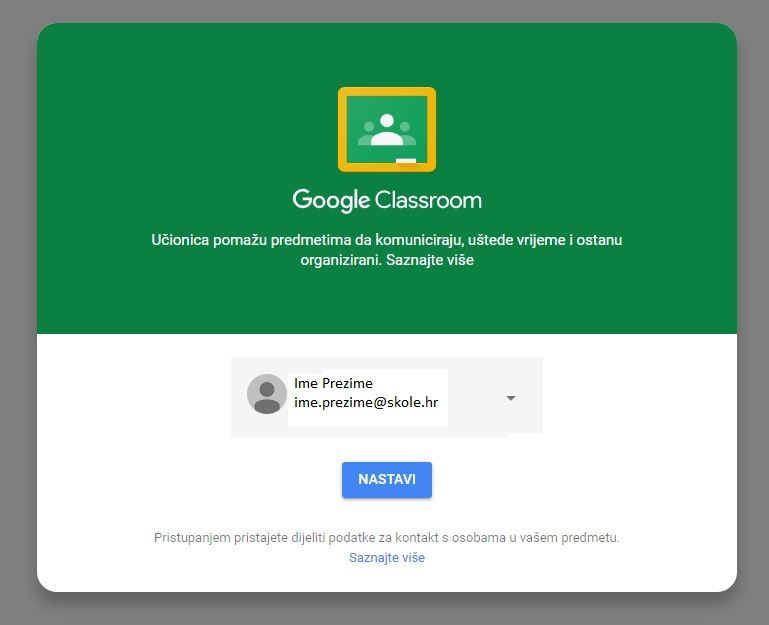 Google Classroom
Učionica pomažu predmetima da komuniciraju, uštede vrijeme i ostanu
organizirani. Saznajte više
Ime Prezime
ime.prezime@skole.hr
NASTAVI
Pristupanjem pristajete dijeliti podatke za kontakt s osobama u vašem predmetu.
Saznajte više